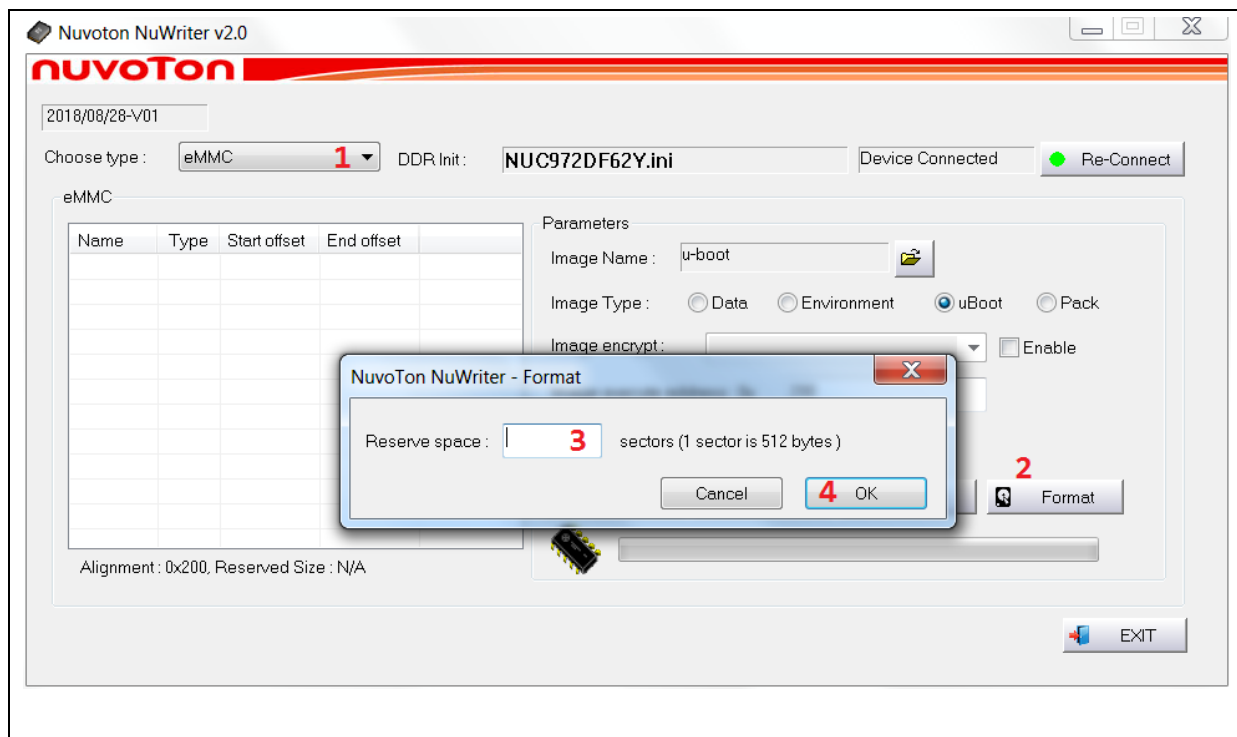 Nuvoton NuWriter v2.0
nuvoTon
2018/08/28-V01
Choose type : eMMC 1 DDR Init : NUC972DF62Y.ini Device Connected Re-Connect
eMMC
Name Type Start offset End offset
Parameters
Image Name : u-boot
Image Type : Data Environment uBoot Pack
Image encrypt : Enable
NuvoTon NuWriter - Format
Reserve space : 3 sectors (1 sector is 512 bytes )
Cancel 4 OK
2
Format
Alignment : 0x200, Reserved Size : N/A
EXIT